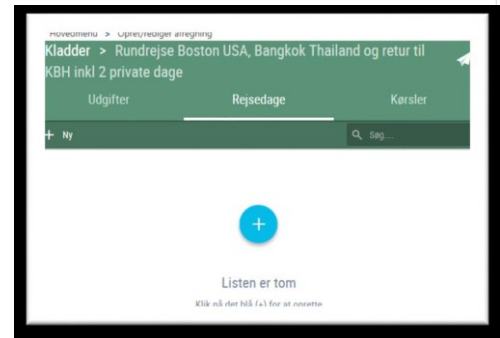 Hovedmenu > Opret/rediger afregning
Kladder > Rundrejse Boston USA, Bangkok Thailand og retur til
KBH inkl 2 private dage
Udgifter Rejsedage Kørsler
+ Ny Søg....
Listen er tom
Klik på det blå (+) for at oprette